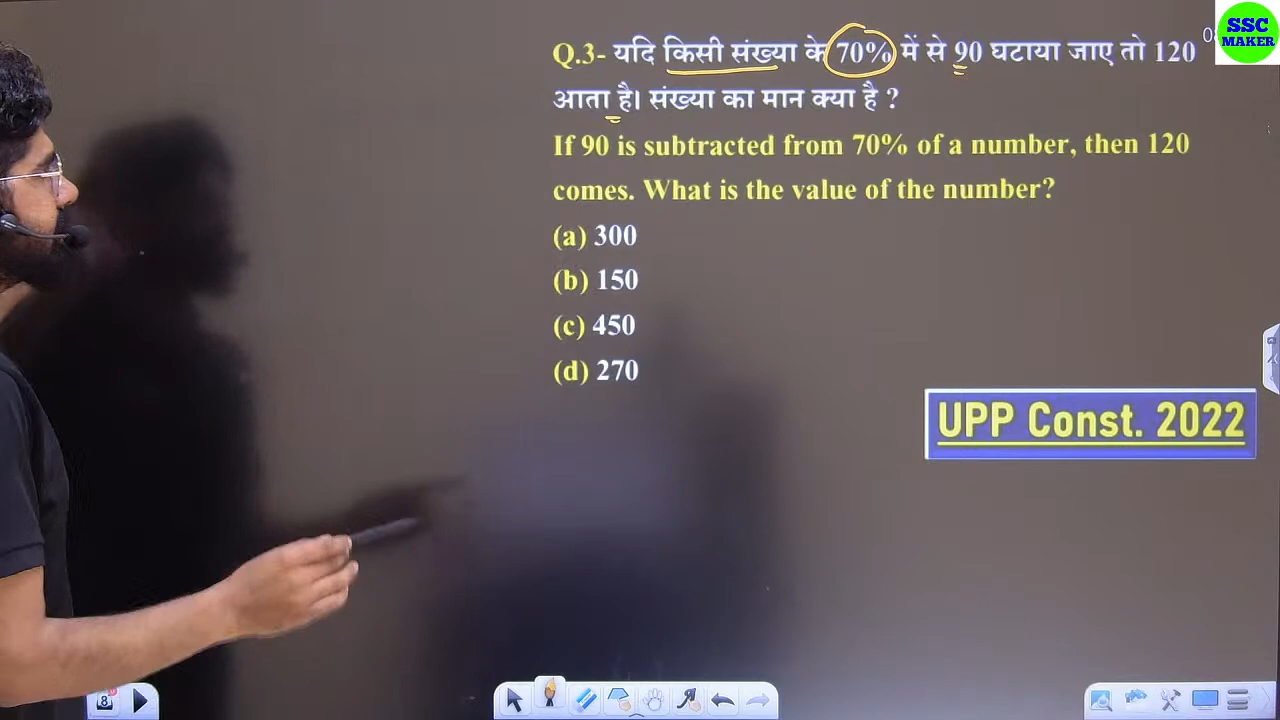 Q.3- यदि किसी संख्या के 70% में से 90 घटाया जाए तो 120
आता है। संख्या का मान क्या है ?
If 90 is subtracted from 70% of a number, then 120
comes. What is the value of the number?
(a) 300
(b) 150
(c) 450
(d) 270
UPP Const. 2022
SSC
MAKER
8